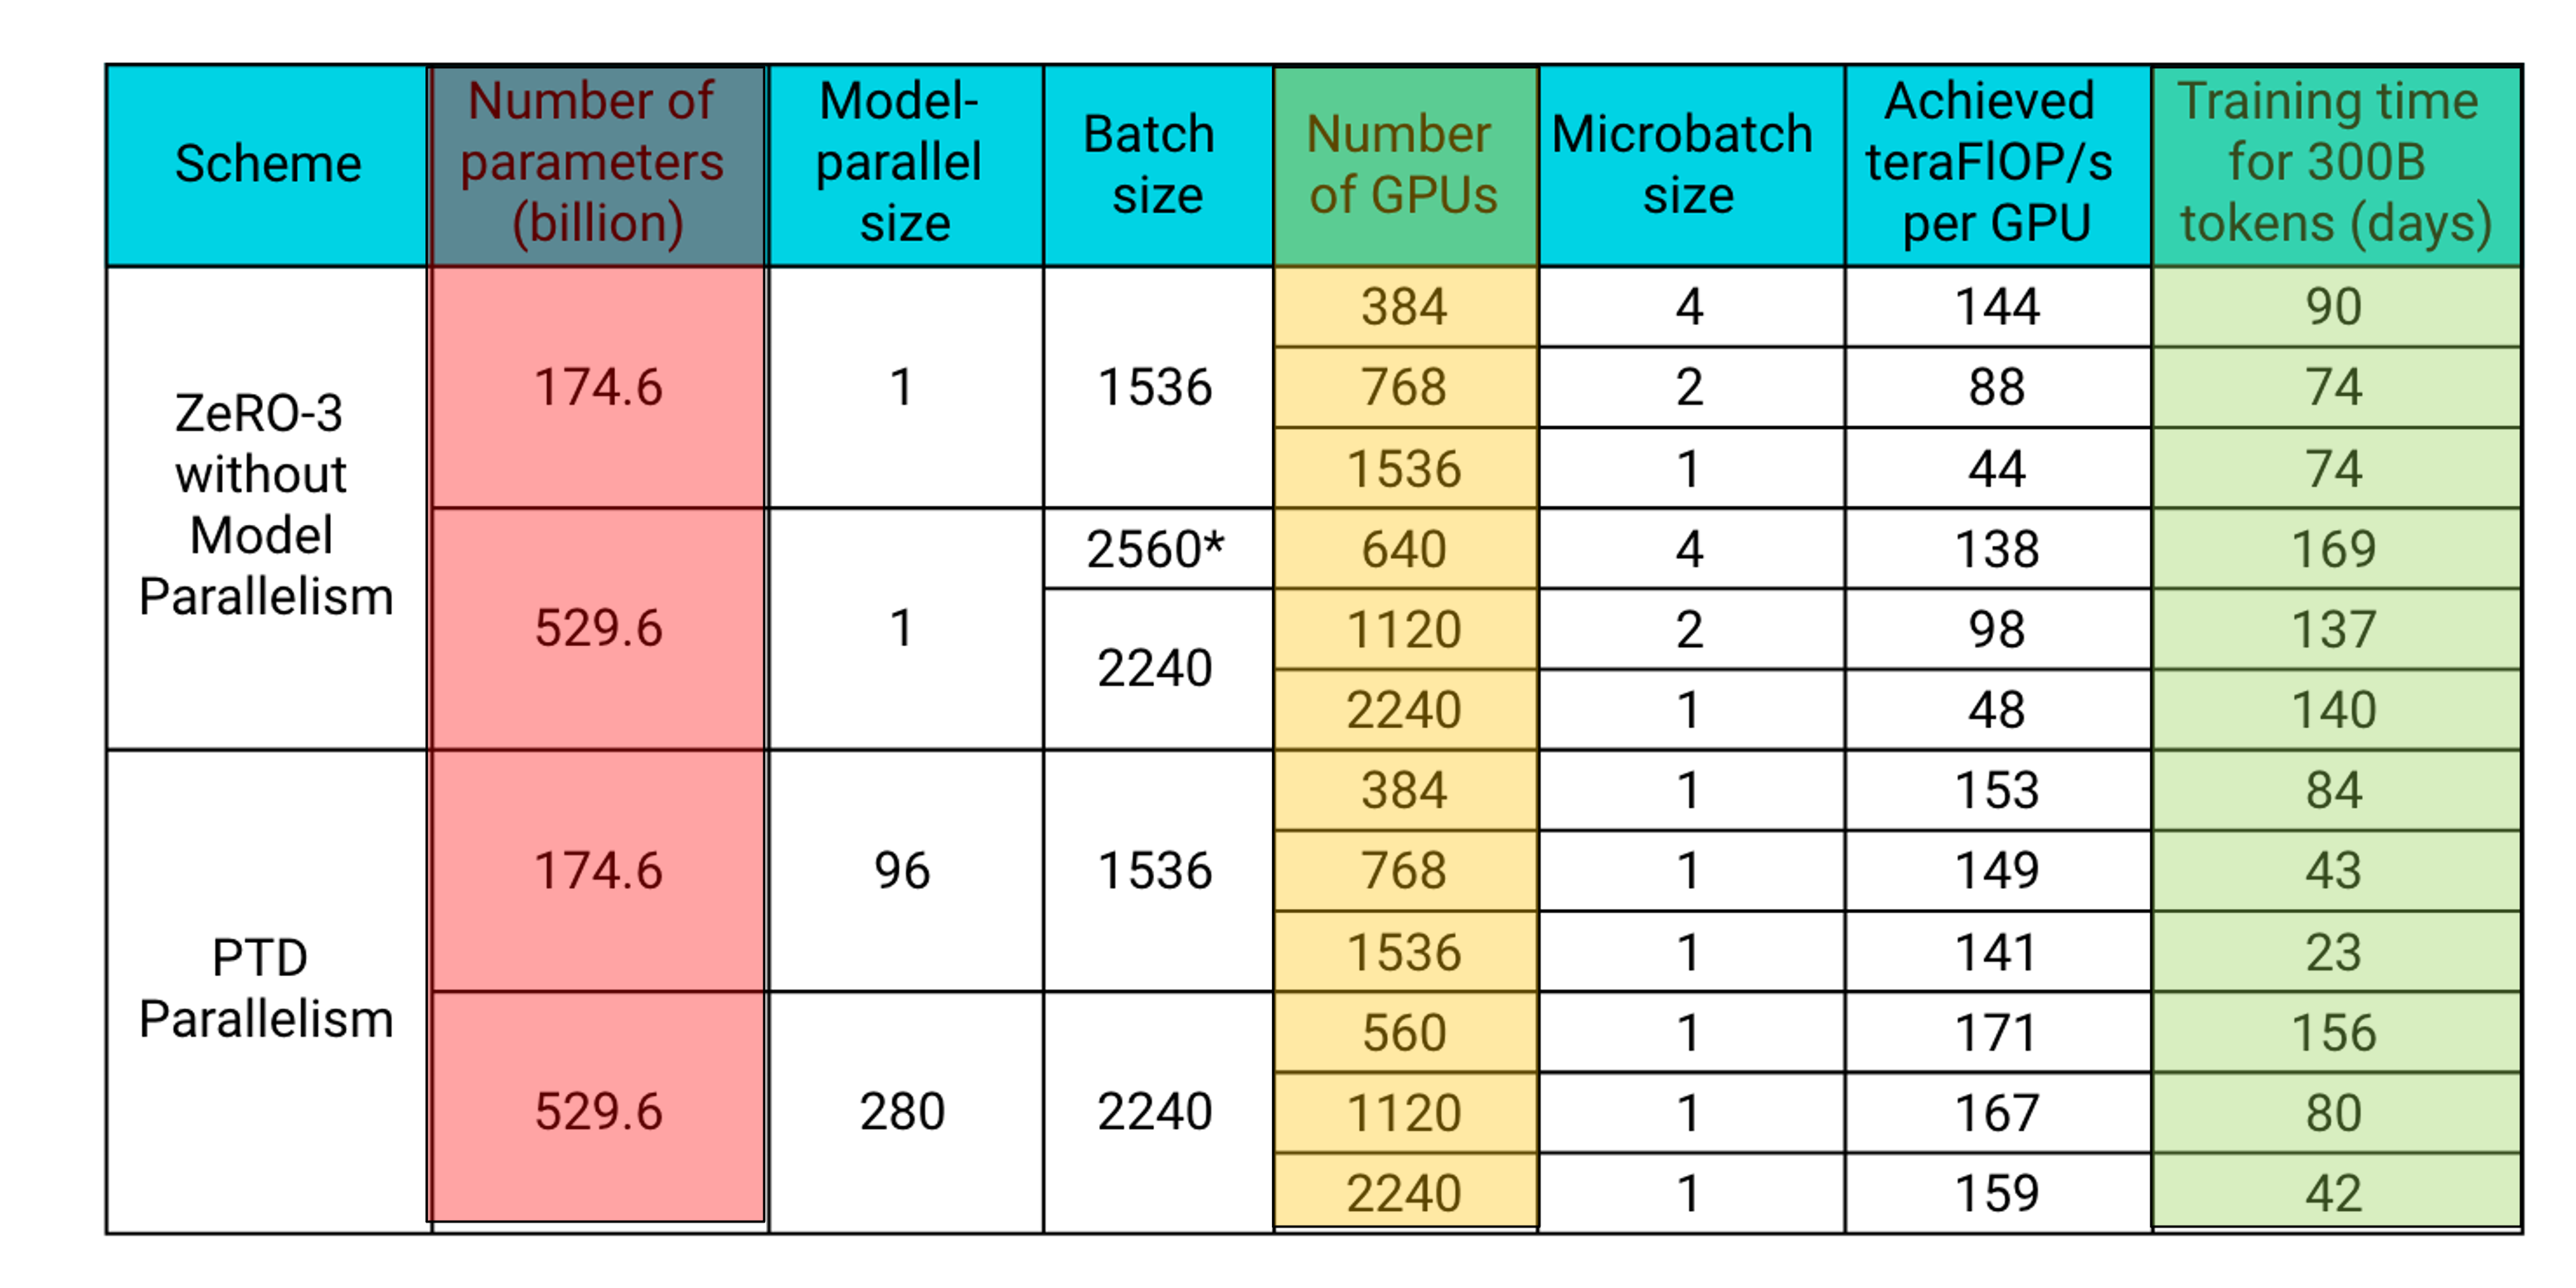 Scheme
Number of
parameters
(billion)
Model-
parallel
size
Batch
size
Number
of GPUs
Microbatch
size
Achieved
teraFlOP/s
per GPU
Training time
for 300B
tokens (days)
ZeRO-3
without
Model
Parallelism
174.6
1
1536
384
4
144
90
768
2
88
74
1536
1
44
74
529.6
1
2560*
640
4
138
169
2240
1120
2
98
137
2240
1
48
140
PTD
Parallelism
174.6
96
1536
384
1
153
84
768
1
149
43
1536
1
141
23
529.6
280
2240
560
1
171
156
1120
1
167
80
2240
1
159
42